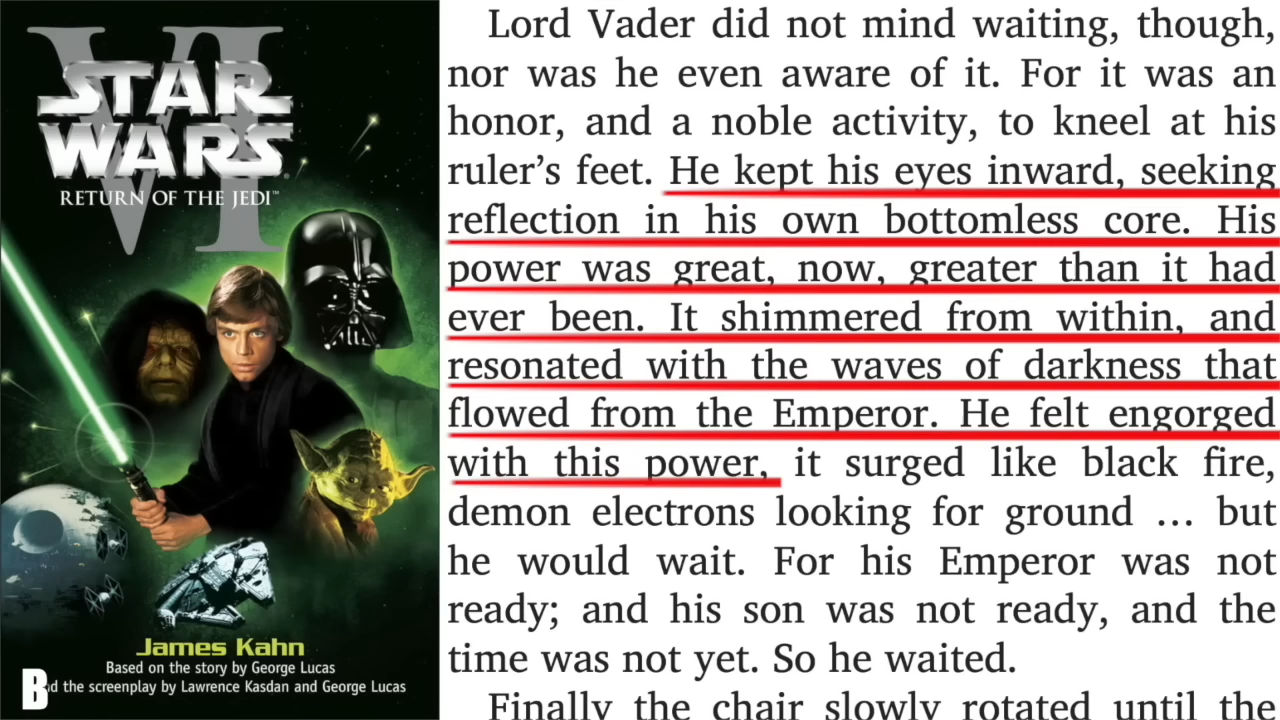 VI
STAR
WARS
RETURN OF THE JEDI™
James Kahn
Based on the story by George Lucas
d the screenplay by Lawrence Kasdan and George Lucas
B
Lord Vader did not mind waiting, though,
nor was he even aware of it. For it was an
honor, and a noble activity, to kneel at his
ruler’s feet. He kept his eyes inward, seeking
reflection in his own bottomless core. His
power was great, now, greater than it had
ever been. It shimmered from within, and
resonated with the waves of darkness that
flowed from the Emperor. He felt engorged
with this power, it surged like black fire,
demon electrons looking for ground … but
he would wait. For his Emperor was not
ready; and his son was not ready, and the
time was not yet. So he waited.
Finally the chair slowly rotated until the